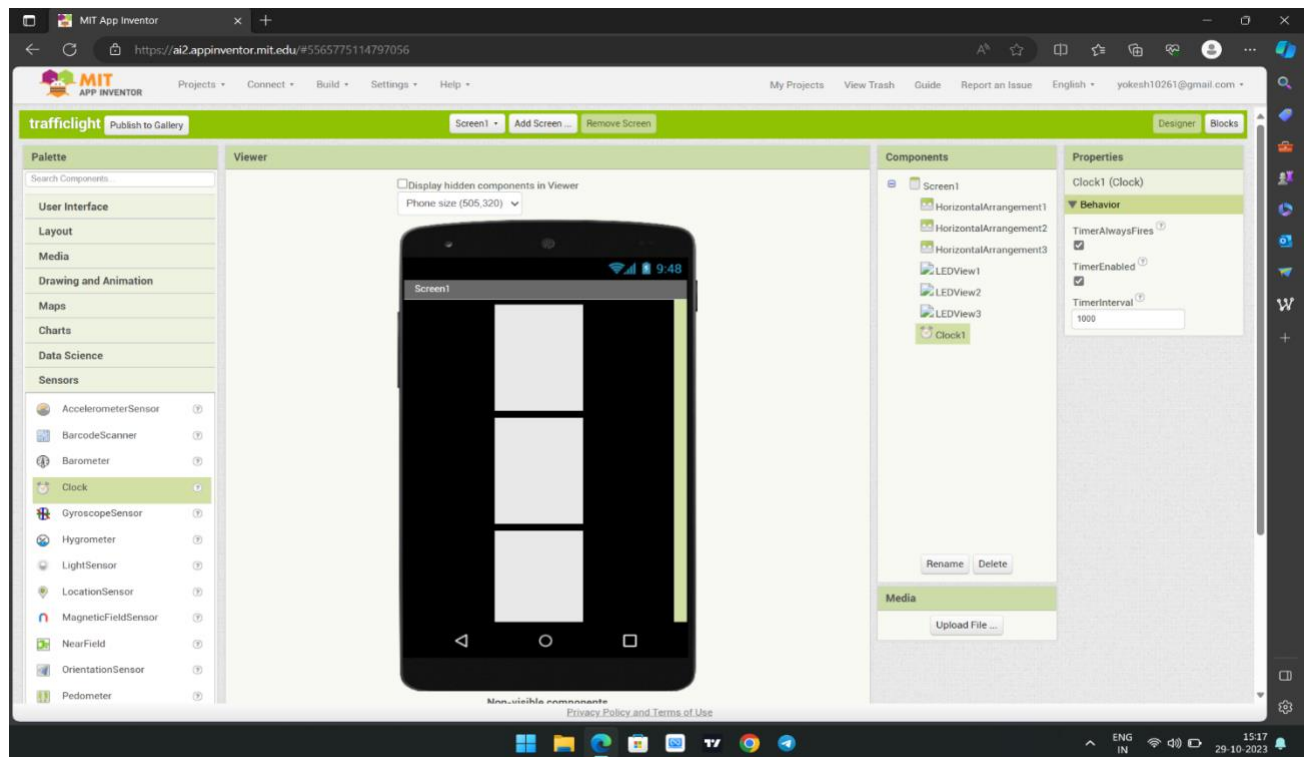 MIT App Inventor
https://ai2.appinventor.mit.edu/#5565775114797056
MIT
APP INVENTOR
Projects
Connect
Build
Settings
Help
My Projects
View Trash
Guide
Report an Issue
English
yokesh10261@gmail.com
trafficlight
Publish to Gallery
Screen1
Add Screen ...
Remove Screen
Designer
Blocks
Palette
Search Components...
User Interface
Layout
Media
Drawing and Animation
Maps
Charts
Data Science
Sensors
AccelerometerSensor
BarcodeScanner
Barometer
Clock
GyroscopeSensor
Hygrometer
LightSensor
LocationSensor
MagneticFieldSensor
NearField
OrientationSensor
Pedometer
Viewer
Display hidden components in Viewer
Phone size (505,320)
9:48
Screen1
Non-visible components
Components
Screen1
HorizontalArrangement1
HorizontalArrangement2
HorizontalArrangement3
LEDView1
LEDView2
LEDView3
Clock1
Rename
Delete
Media
Upload File ...
Properties
Clock1 (Clock)
Behavior
TimerAlwaysFires
TimerEnabled
TimerInterval
1000
Privacy Policy and Terms of Use
ENG
IN
15:17
29-10-2023